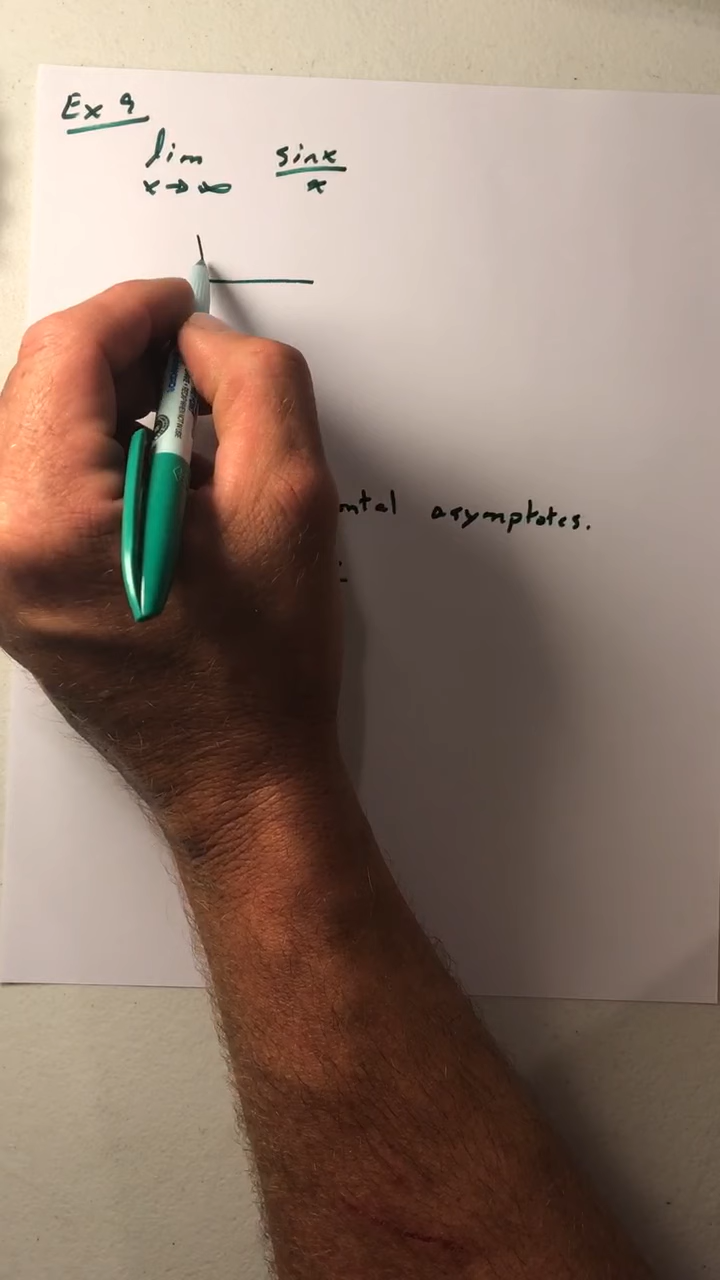 Ex 9
lim sinx
x→∞ x
ntal asymptotes.
: